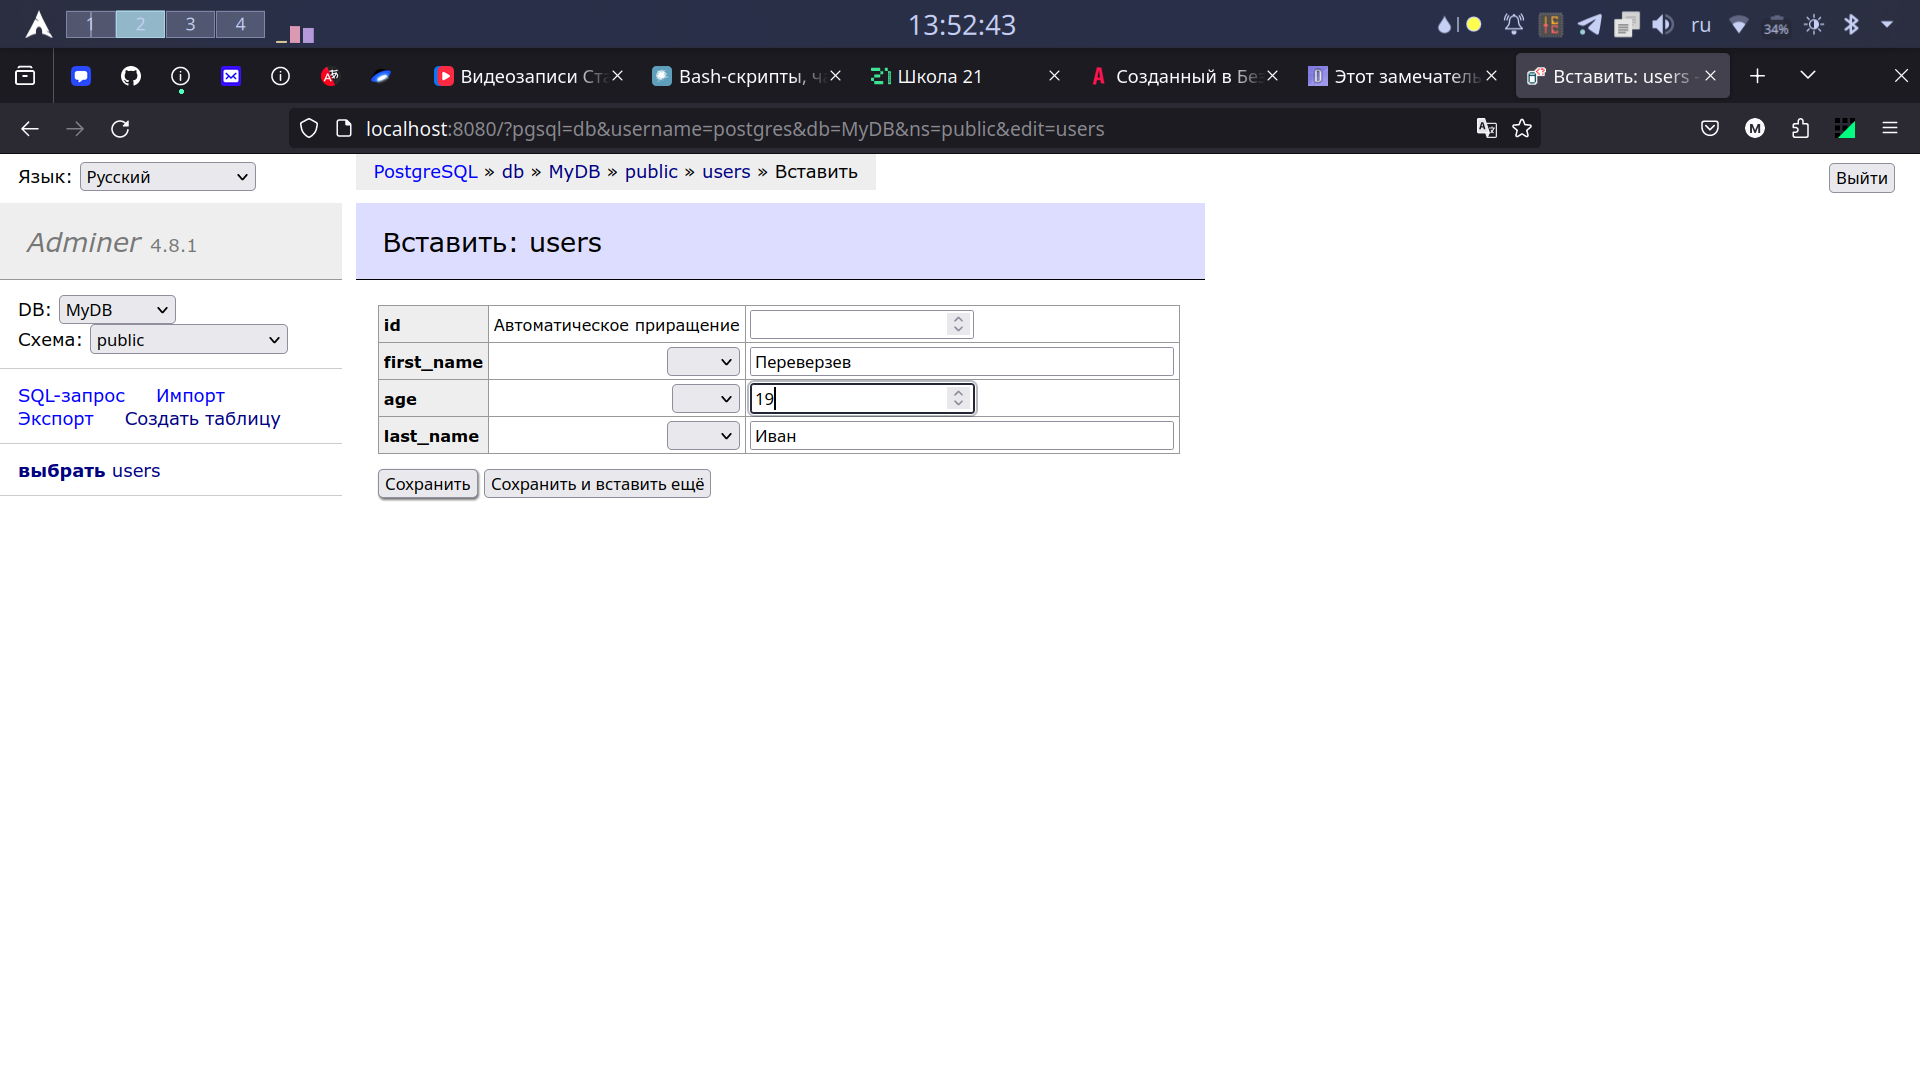 1 2 3 4
13:52:43
ru
34%
Видеозаписи Ста
Bash-скрипты, ч
Школа 21
Созданный в Без
Этот замечатель
Вставить: users -
localhost:8080/?pgsql=db&username=postgres&db=MyDB&ns=public&edit=users
M
Язык: Русский
PostgreSQL » db » MyDB » public » users » Вставить
Выйти
Adminer 4.8.1
Вставить: users
DB: MyDB
Схема: public
SQL-запрос Импорт
Экспорт Создать таблицу
выбрать users
id Автоматическое приращение
first_name Переверзев
age 19
last_name Иван
Сохранить Сохранить и вставить ещё